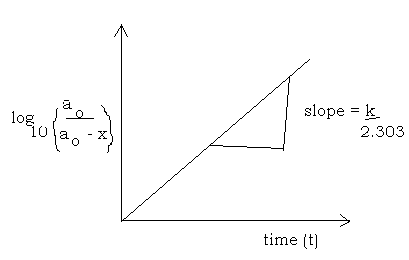 log10{a0/a0 - x}
slope = k/2.303
time (t)